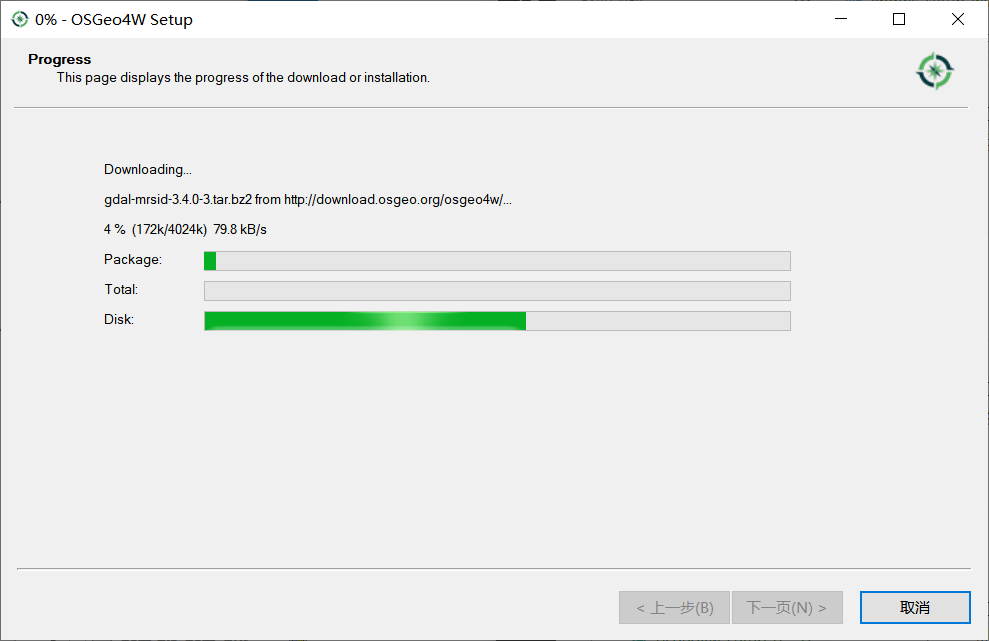 0% - OSGeo4W Setup
Progress
This page displays the progress of the download or installation.
Downloading...
gdal-mrsid-3.4.0-3.tar.bz2 from http://download.osgeo.org/osgeo4w/...
4 % (172k/4024k) 79.8 kB/s
Package:
Total:
Disk:
< 上一步(B) 下一页(N) > 取消